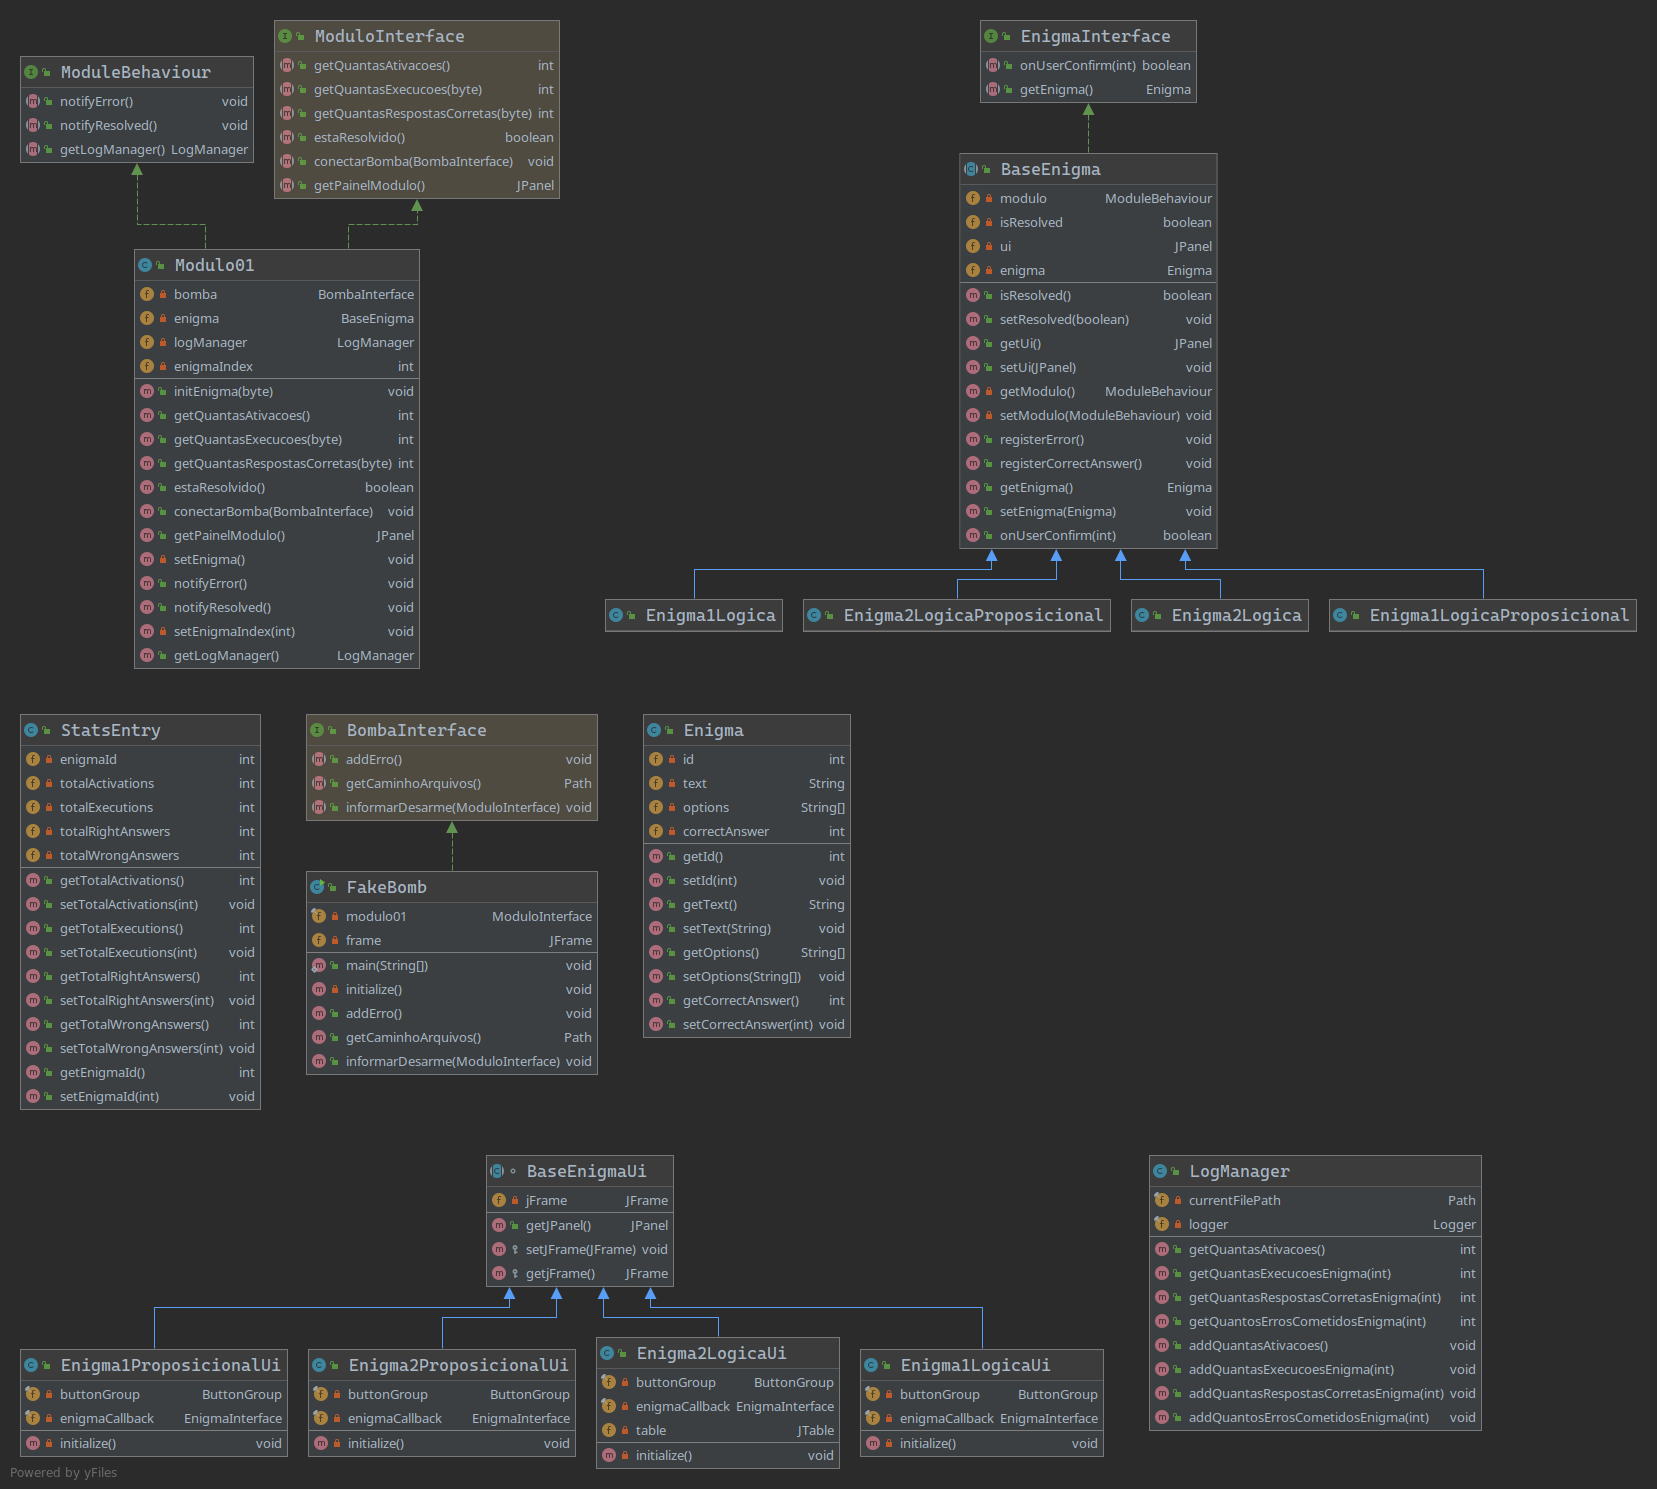 ModuleBehaviour
notifyError() void
notifyResolved() void
getLogManager() LogManager
ModuloInterface
getQuantasAtivacoes() int
getQuantasExecucoes(byte) int
getQuantasRespostasCorretas(byte) int
estaResolvido() boolean
conectarBomba(BombaInterface) void
getPainelModulo() JPanel
EnigmaInterface
onUserConfirm(int) boolean
getEnigma() Enigma
Modulo01
bomba BombaInterface
enigma BaseEnigma
logManager LogManager
enigmaIndex int
initEnigma(byte) void
getQuantasAtivacoes() int
getQuantasExecucoes(byte) int
getQuantasRespostasCorretas(byte) int
estaResolvido() boolean
conectarBomba(BombaInterface) void
getPainelModulo() JPanel
setEnigma() void
notifyError() void
notifyResolved() void
setEnigmaIndex(int) void
getLogManager() LogManager
BaseEnigma
modulo ModuleBehaviour
isResolved boolean
ui JPanel
enigma Enigma
isResolved() boolean
setResolved(boolean) void
getUi() JPanel
setUi(JPanel) void
getModulo() ModuleBehaviour
setModulo(ModuleBehaviour) void
registerError() void
registerCorrectAnswer() void
getEnigma() Enigma
setEnigma(Enigma) void
onUserConfirm(int) boolean
Enigma1Logica
Enigma2LogicaProposicional
Enigma2Logica
Enigma1LogicaProposicional
StatsEntry
enigmaId int
totalActivations int
totalExecutions int
totalRightAnswers int
totalWrongAnswers int
getTotalActivations() int
setTotalActivations(int) void
getTotalExecutions() int
setTotalExecutions(int) void
getTotalRightAnswers() int
setTotalRightAnswers(int) void
getTotalWrongAnswers() int
setTotalWrongAnswers(int) void
getEnigmaId() int
setEnigmaId(int) void
BombaInterface
addErro() void
getCaminhoArquivos() Path
informarDesarme(ModuloInterface) void
FakeBomb
modulo01 ModuloInterface
frame JFrame
main(String[]) void
initialize() void
addErro() void
getCaminhoArquivos() Path
informarDesarme(ModuloInterface) void
Enigma
id int
text String
options String[]
correctAnswer int
getId() int
setId(int) void
getText() String
setText(String) void
getOptions() String[]
setOptions(String[]) void
getCorrectAnswer() int
setCorrectAnswer(int) void
BaseEnigmaUi
jFrame JFrame
getJPanel() JPanel
setJFrame(JFrame) void
getjFrame() JFrame
LogManager
currentFilePath Path
logger Logger
getQuantasAtivacoes() int
getQuantasExecucoesEnigma(int) int
getQuantasRespostasCorretasEnigma(int) int
getQuantosErrosCometidosEnigma(int) int
addQuantasAtivacoes() void
addQuantasExecucoesEnigma(int) void
addQuantasRespostasCorretasEnigma(int) void
addQuantosErrosCometidosEnigma(int) void
Enigma1ProposicionalUi
buttonGroup ButtonGroup
enigmaCallback EnigmaInterface
initialize() void
Enigma2ProposicionalUi
buttonGroup ButtonGroup
enigmaCallback EnigmaInterface
initialize() void
Enigma2LogicaUi
buttonGroup ButtonGroup
enigmaCallback EnigmaInterface
table JTable
initialize() void
Enigma1LogicaUi
buttonGroup ButtonGroup
enigmaCallback EnigmaInterface
initialize() void
Powered by yFiles